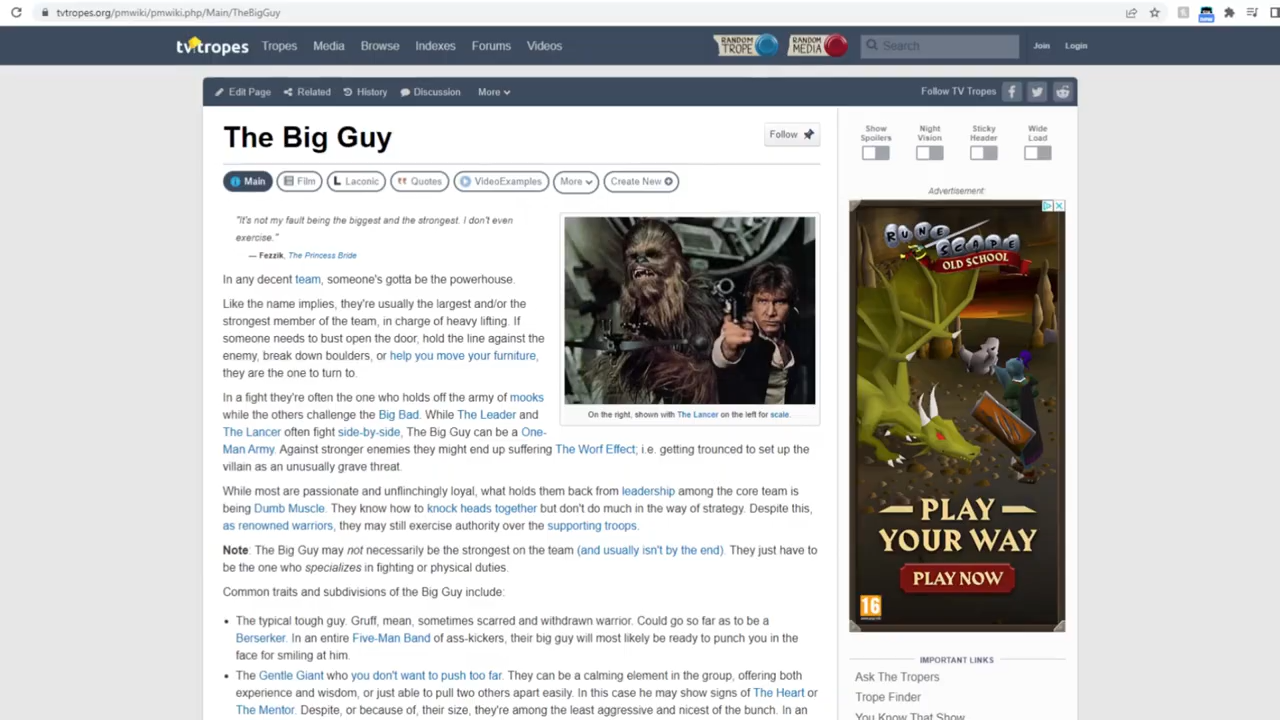 tvtropes.org/pmwiki/pmwiki.php/Main/TheBigGuy
tvtropes
Tropes
Media
Browse
Indexes
Forums
Videos
RANDOM TROPE
RANDOM MEDIA
Search
Join
Login
Edit Page
Related
History
Discussion
More
Follow TV Tropes
The Big Guy
Follow
Main
Film
Laconic
Quotes
VideoExamples
More
Create New
"It's not my fault being the biggest and the strongest. I don't even
exercise."
— Fezzik, The Princess Bride
On the right, shown with The Lancer on the left for scale.
In any decent team, someone's gotta be the powerhouse.
Like the name implies, they're usually the largest and/or the
strongest member of the team, in charge of heavy lifting. If
someone needs to bust open the door, hold the line against the
enemy, break down boulders, or help you move your furniture,
they are the one to turn to.
In a fight they're often the one who holds off the army of mooks
while the others challenge the Big Bad. While The Leader and
The Lancer often fight side-by-side, The Big Guy can be a One-
Man Army. Against stronger enemies they might end up suffering The Worf Effect; i.e. getting trounced to set up the
villain as an unusually grave threat.
While most are passionate and unflinchingly loyal, what holds them back from leadership among the core team is
being Dumb Muscle. They know how to knock heads together but don't do much in the way of strategy. Despite this,
as renowned warriors, they may still exercise authority over the supporting troops.
Note: The Big Guy may not necessarily be the strongest on the team (and usually isn't by the end). They just have to
be the one who specializes in fighting or physical duties.
Common traits and subdivisions of the Big Guy include:
• The typical tough guy. Gruff, mean, sometimes scarred and withdrawn warrior. Could go so far as to be a
Berserker. In an entire Five-Man Band of ass-kickers, their big guy will most likely be ready to punch you in the
face for smiling at him.
• The Gentle Giant who you don't want to push too far. They can be a calming element in the group, offering both
experience and wisdom, or just able to pull two others apart easily. In this case he may show signs of The Heart or
The Mentor. Despite, or because of, their size, they're among the least aggressive and nicest of the bunch. In an
Show
Spoilers
Night
Vision
Sticky
Header
Wide
Load
Advertisement:
RUNESCAPE
OLD SCHOOL
PLAY
YOUR WAY
PLAY NOW
16
IMPORTANT LINKS
Ask The Tropers
Trope Finder
You Know That Show